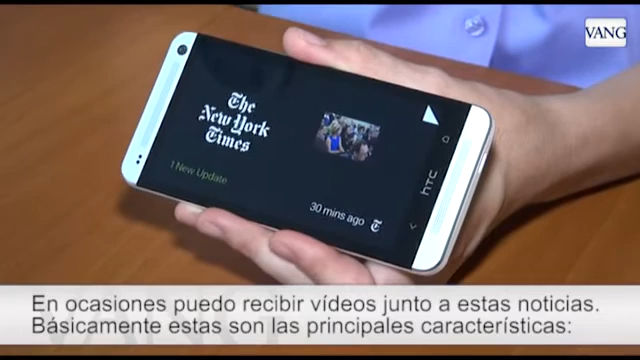 VANG
The
New York
Times
1 New Update
30 mins ago T
hTC
En ocasiones puedo recibir vídeos junto a estas noticias.
Básicamente estas son las principales características: